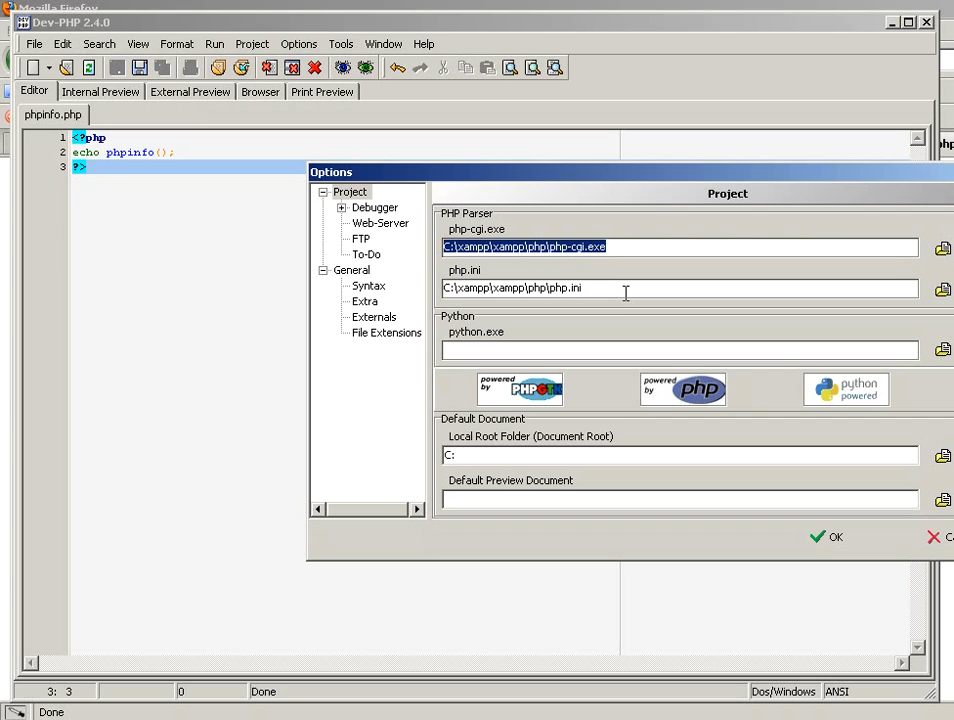 Mozilla Firefox
Dev-PHP 2.4.0
File Edit Search View Format Run Project Options Tools Window Help
Editor Internal Preview External Preview Browser Print Preview
phpinfo.php
1 <?php
2 echo phpinfo();
3 ?>
Options
Project
Debugger
Web-Server
FTP
To-Do
General
Syntax
Extra
Externals
File Extensions
Project
PHP Parser
php-cgi.exe
C:\xampp\xampp\php\php-cgi.exe
php.ini
C:\xampp\xampp\php\php.ini
Python
python.exe
powered by PHPGTK
powered by php
python powered
Default Document
Local Root Folder (Document Root)
C:
Default Preview Document
OK
3: 3 0 Done Dos/Windows ANSI
Done